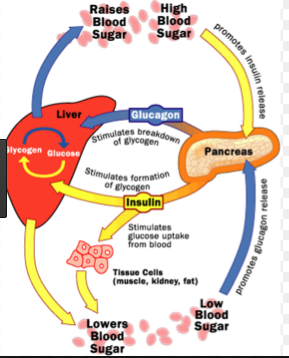 Raises
Blood
Sugar
High
Blood
Sugar
promotes insulin release
Liver
Glucagon
Stimulates breakdown
of glycogen
Glycogen
Glucose
Pancreas
Stimulates formation
of glycogen
Insulin
Stimulates
glucose uptake
from blood
Tissue Cells
(muscle, kidney, fat)
promotes glucagon release
Low
Blood
Sugar
Lowers
Blood
Sugar